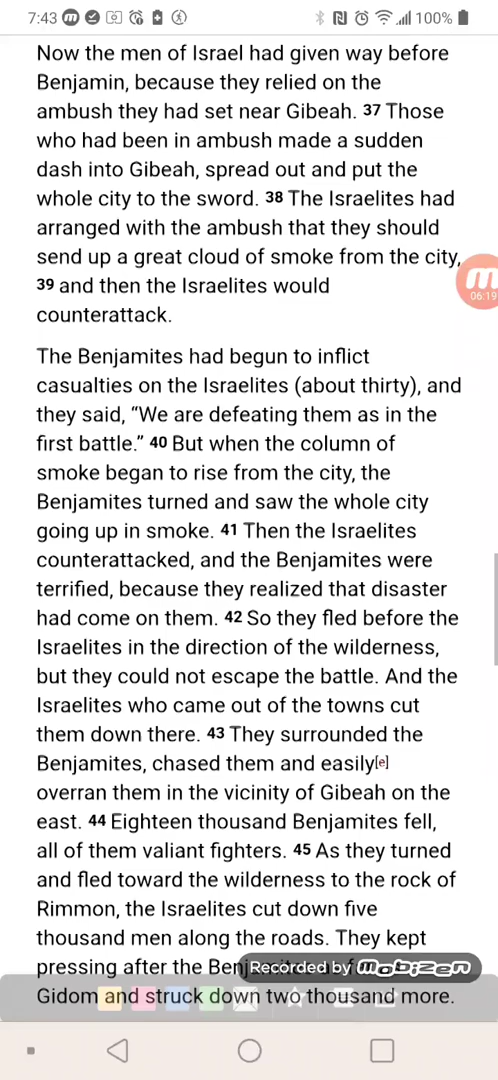 7:43 100%
Now the men of Israel had given way before
Benjamin, because they relied on the
ambush they had set near Gibeah. 37 Those
who had been in ambush made a sudden
dash into Gibeah, spread out and put the
whole city to the sword. 38 The Israelites had
arranged with the ambush that they should
send up a great cloud of smoke from the city,
39 and then the Israelites would
06:19
counterattack.
The Benjamites had begun to inflict
casualties on the Israelites (about thirty), and
they said, “We are defeating them as in the
first battle.” 40 But when the column of
smoke began to rise from the city, the
Benjamites turned and saw the whole city
going up in smoke. 41 Then the Israelites
counterattacked, and the Benjamites were
terrified, because they realized that disaster
had come on them. 42 So they fled before the
Israelites in the direction of the wilderness,
but they could not escape the battle. And the
Israelites who came out of the towns cut
them down there. 43 They surrounded the
Benjamites, chased them and easily[e]
overran them in the vicinity of Gibeah on the
east. 44 Eighteen thousand Benjamites fell,
all of them valiant fighters. 45 As they turned
and fled toward the wilderness to the rock of
Rimmon, the Israelites cut down five
thousand men along the roads. They kept
pressing after the
Recorded by mobizen
Gidom and struck down two thousand more.